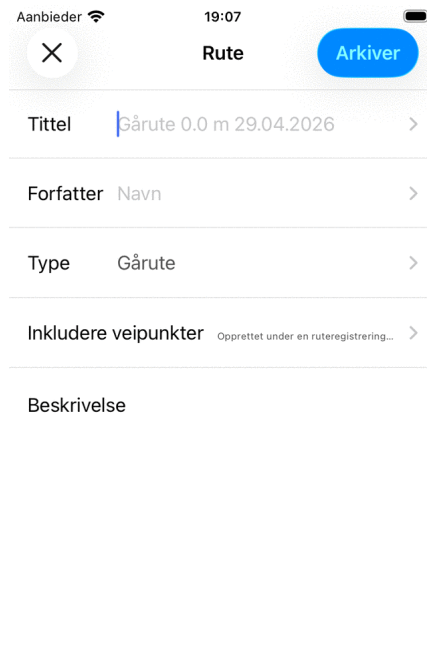 Aanbieder 19:07
Rute Arkiver
Tittel Gårute 0.0 m 29.04.2026
Forfatter Navn
Type Gårute
Inkludere veipunkter Opprettet under en ruteregistrering...
Beskrivelse